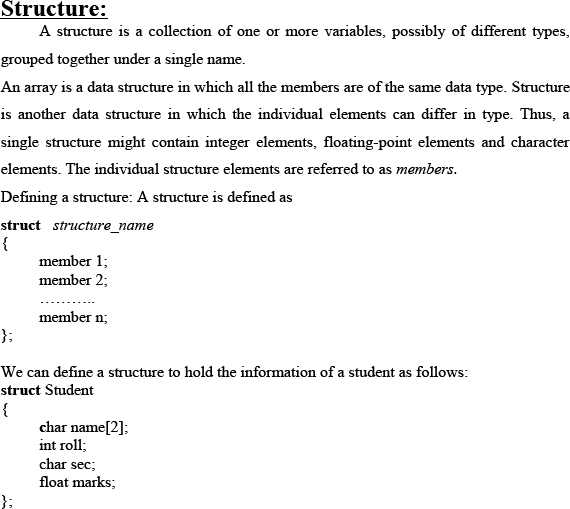 Structure:
A structure is a collection of one or more variables, possibly of different types,
grouped together under a single name.
An array is a data structure in which all the members are of the same data type. Structure
is another data structure in which the individual elements can differ in type. Thus, a
single structure might contain integer elements, floating-point elements and character
elements. The individual structure elements are referred to as members.
Defining a structure: A structure is defined as
struct structure_name
{
member 1;
member 2;
………..
member n;
};
We can define a structure to hold the information of a student as follows:
struct Student
{
char name[2];
int roll;
char sec;
float marks;
};